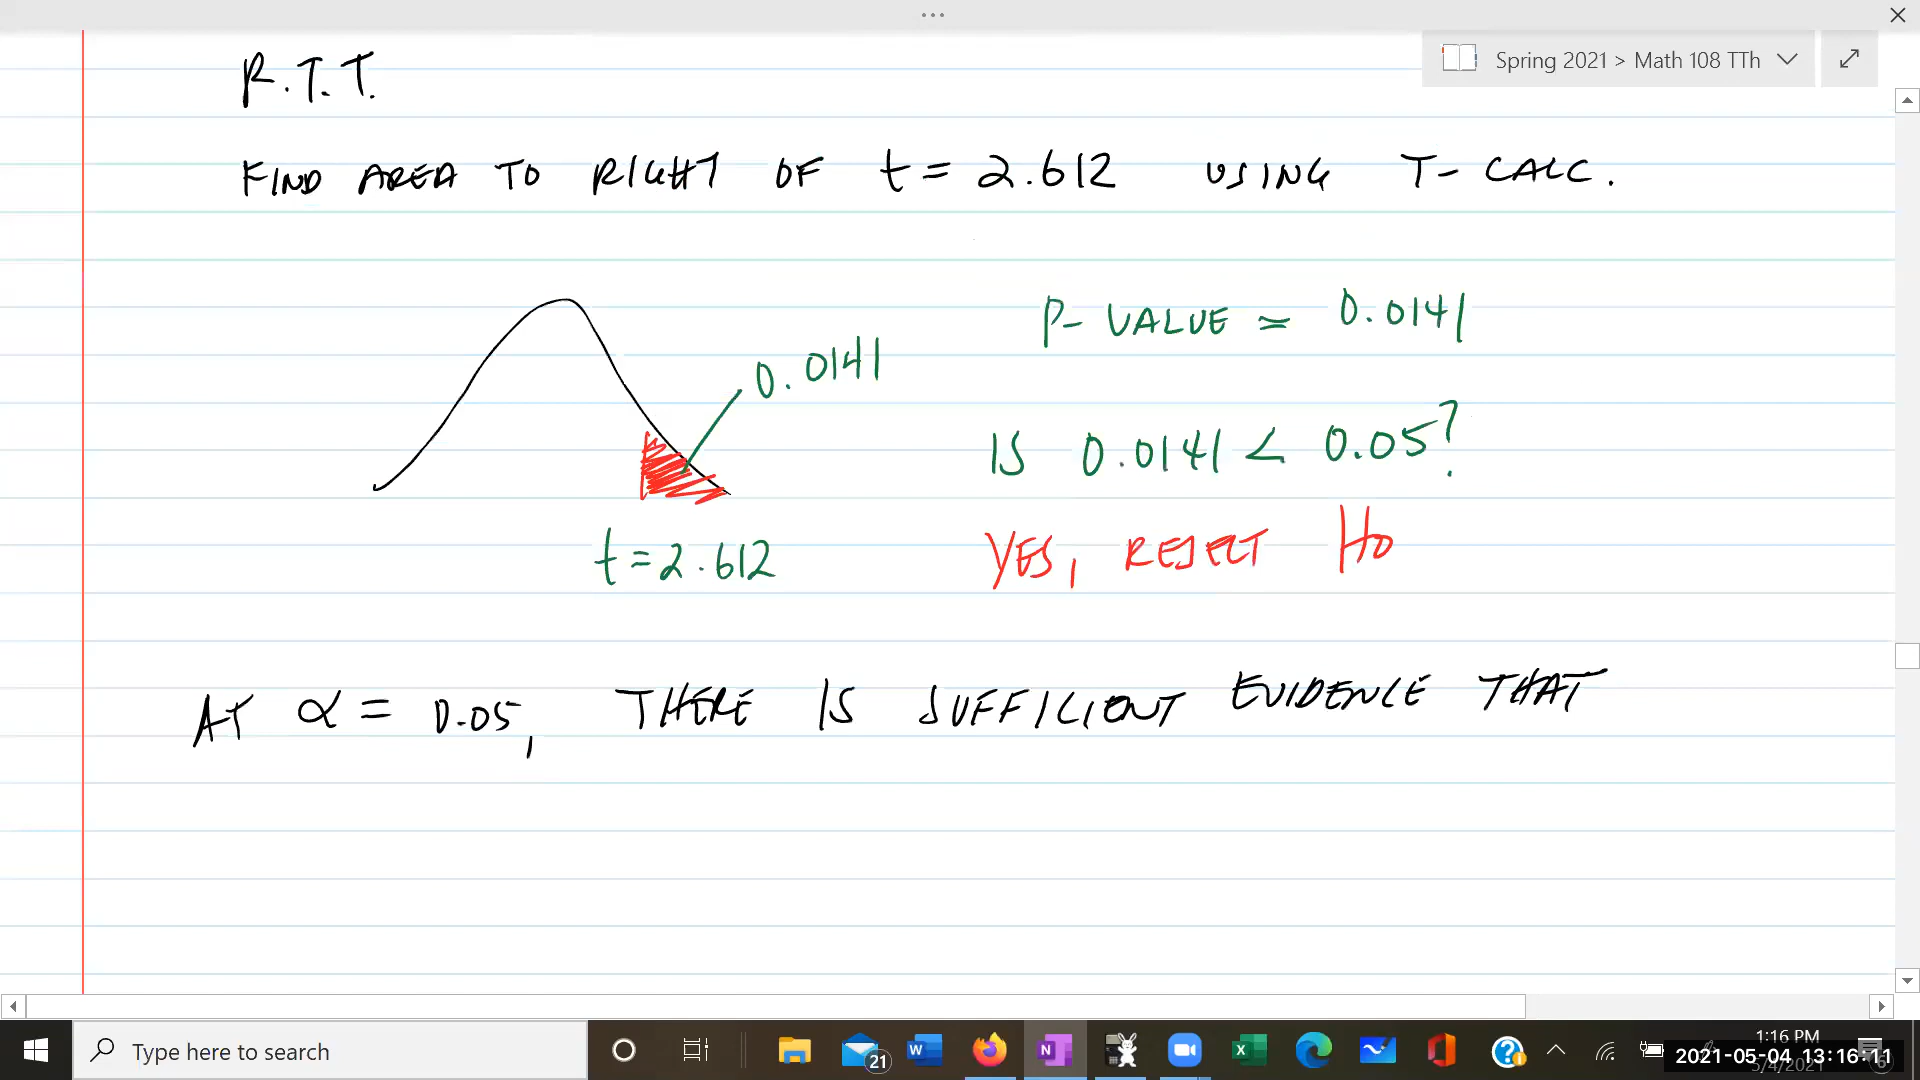 Spring 2021 > Math 108 TTh
R.T.T.
FIND AREA TO RIGHT OF t = 2.612 USING T-CALC.
P-VALUE ≈ 0.0141
0.0141
IS 0.0141 < 0.05?
t = 2.612
YES, REJECT Ho
AT α = 0.05, THERE IS SUFFICIENT EVIDENCE THAT
Type here to search
21
1:16 PM
2021-05-04 13:16:11